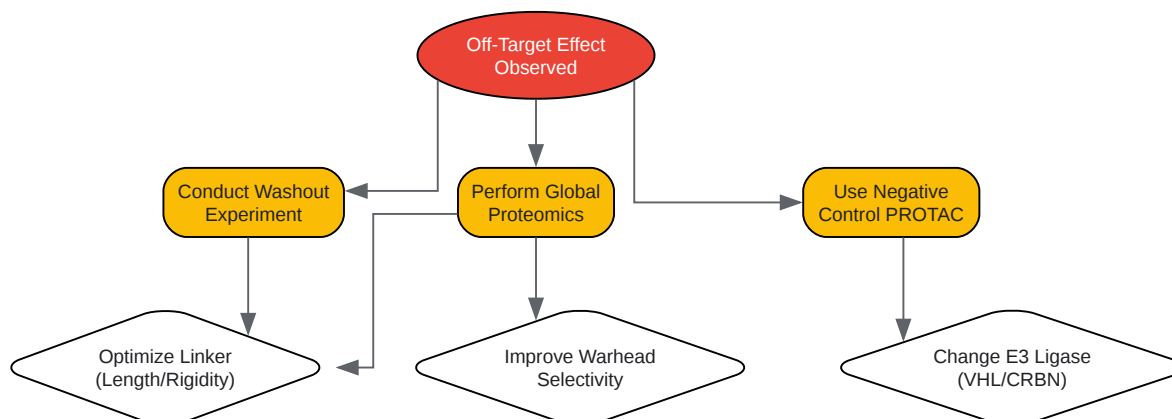 Off-Target Effect
Observed
Conduct Washout
Experiment
Perform Global
Proteomics
Use Negative
Control PROTAC
Optimize Linker
(Length/Rigidity)
Improve Warhead
Selectivity
Change E3 Ligase
(VHL/CRBN)